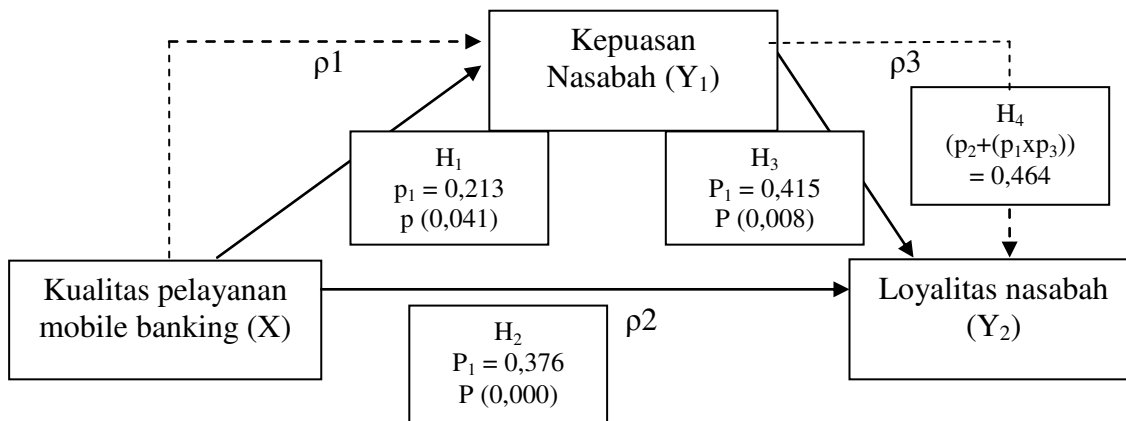 Kepuasan
Nasabah (Y₁)
ρ1
ρ3
H₄
(p₂+(p₁xp₃))
= 0,464
H₁
p₁ = 0,213
p (0,041)
H₃
P₁ = 0,415
P (0,008)
Kualitas pelayanan
mobile banking (X)
Loyalitas nasabah
(Y₂)
ρ2
H₂
P₁ = 0,376
P (0,000)